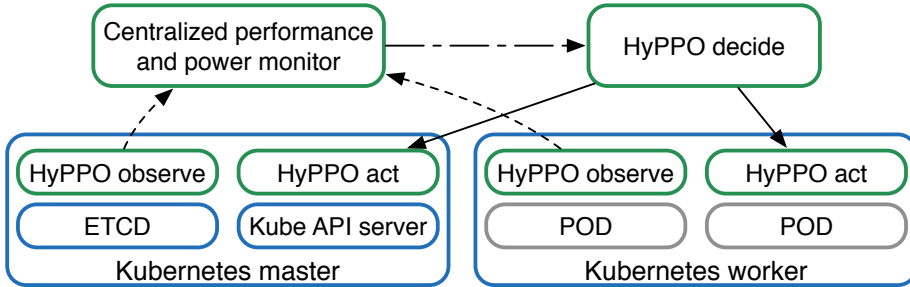 Centralized performance
and power monitor
HyPPO decide
HyPPO observe
HyPPO act
HyPPO observe
HyPPO act
ETCD
Kube API server
POD
POD
Kubernetes master
Kubernetes worker